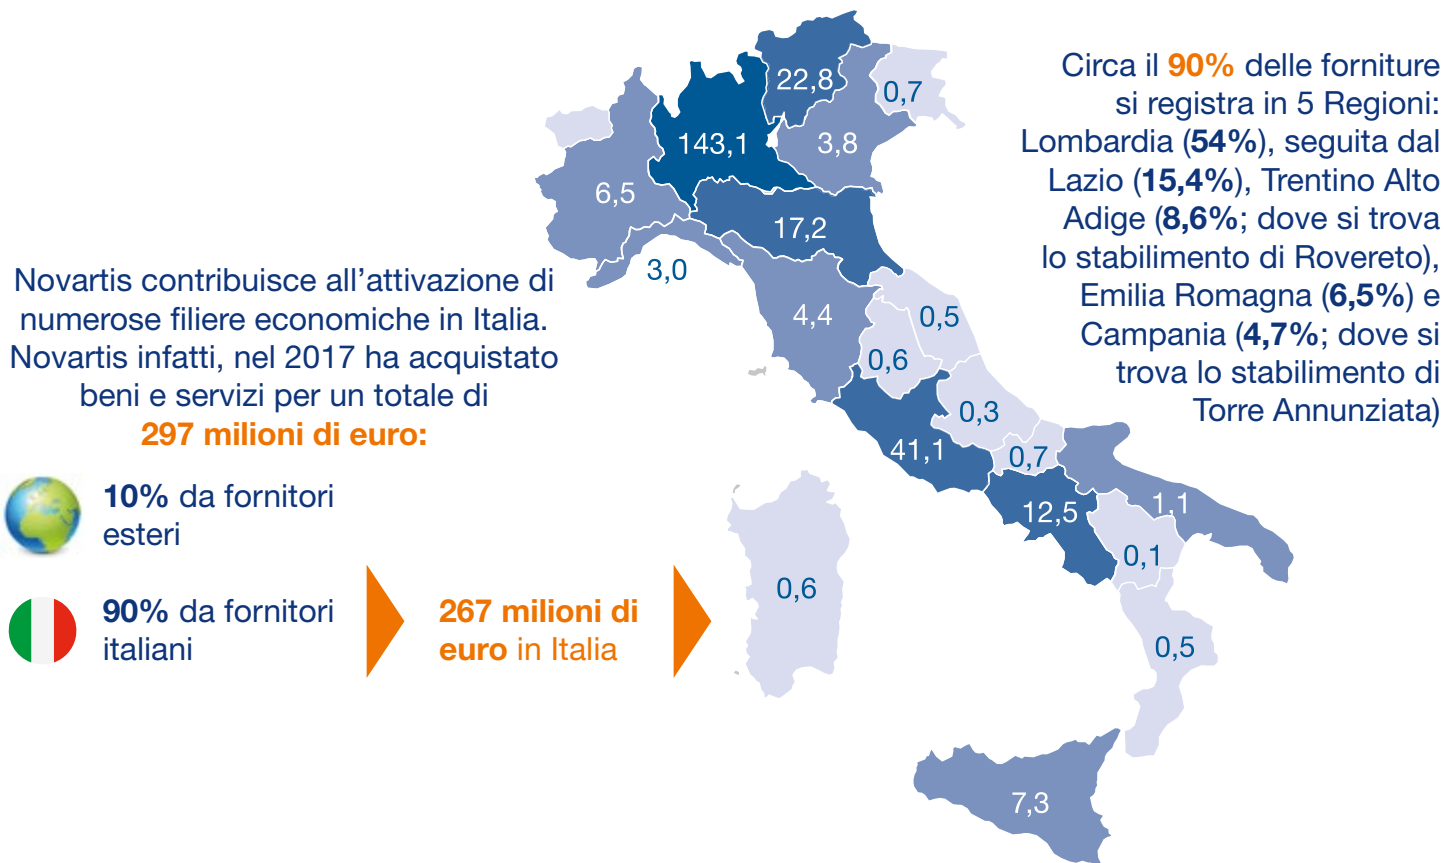 Novartis contribuisce all’attivazione di
numerose filiere economiche in Italia.
Novartis infatti, nel 2017 ha acquistato
beni e servizi per un totale di
297 milioni di euro:
10% da fornitori
esteri
90% da fornitori
italiani
267 milioni di
euro in Italia
22,8
0,7
143,1
3,8
6,5
17,2
3,0
4,4
0,5
0,6
0,3
41,1
0,7
12,5
1,1
0,1
0,6
0,5
7,3
Circa il 90% delle forniture
si registra in 5 Regioni:
Lombardia (54%), seguita dal
Lazio (15,4%), Trentino Alto
Adige (8,6%; dove si trova
lo stabilimento di Rovereto),
Emilia Romagna (6,5%) e
Campania (4,7%; dove si
trova lo stabilimento di
Torre Annunziata)